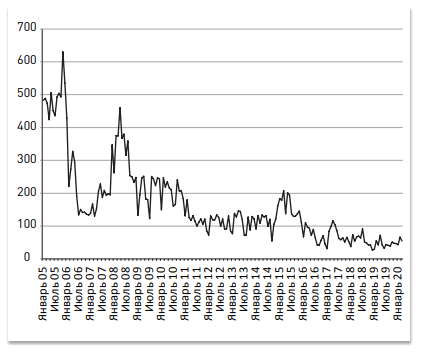 700
600
500
400
300
200
100
0
Январь 05
Июль 05
Январь 06
Июль 06
Январь 07
Июль 07
Январь 08
Июль 08
Январь 09
Июль 09
Январь 10
Июль 10
Январь 11
Июль 11
Январь 12
Июль 12
Январь 13
Июль 13
Январь 14
Июль 14
Январь 15
Июль 15
Январь 16
Июль 16
Январь 17
Июль 17
Январь 18
Июль 18
Январь 19
Июль 19
Январь 20